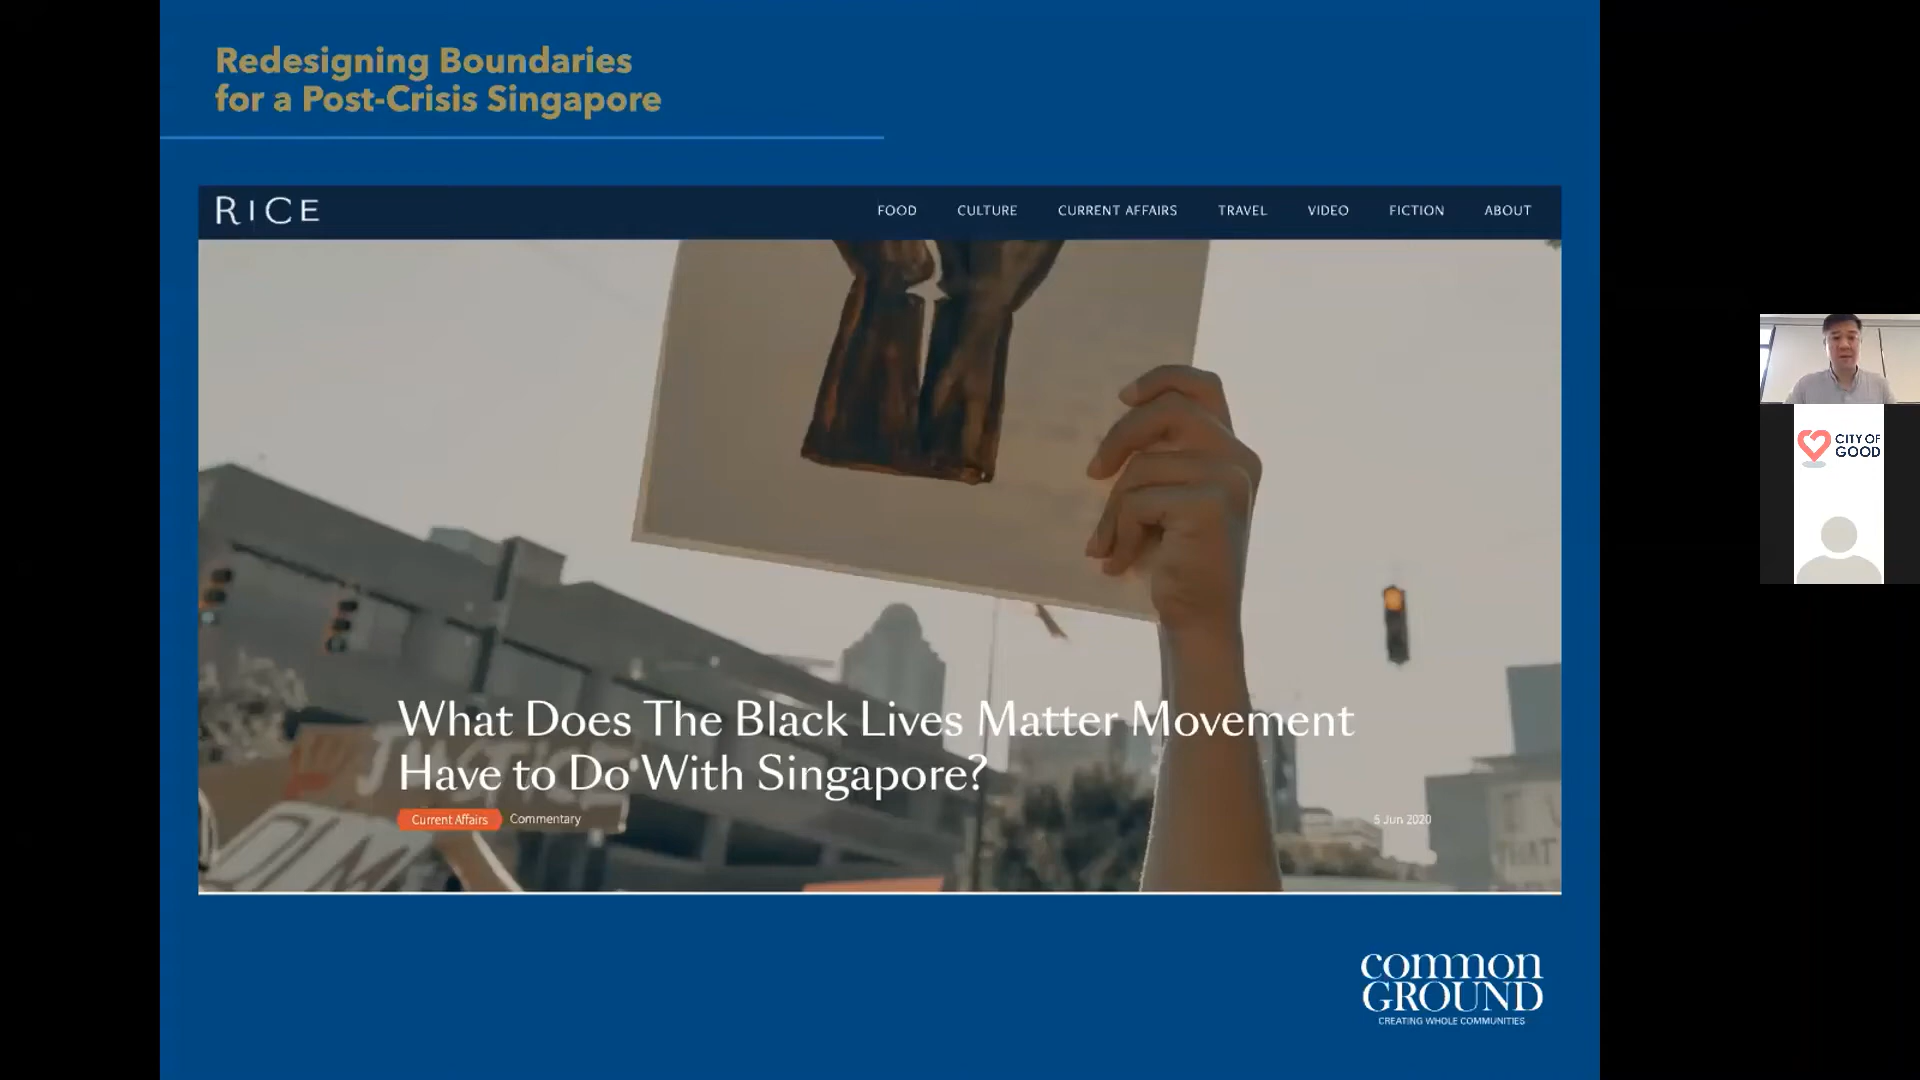 Redesigning Boundaries
for a Post-Crisis Singapore
RICE
FOOD CULTURE CURRENT AFFAIRS TRAVEL VIDEO FICTION ABOUT
What Does The Black Lives Matter Movement
Have to Do With Singapore?
Current Affairs Commentary 5 Jun 2020
JUSTICE
common
GROUND
CREATING WHOLE COMMUNITIES
CITY OF
GOOD